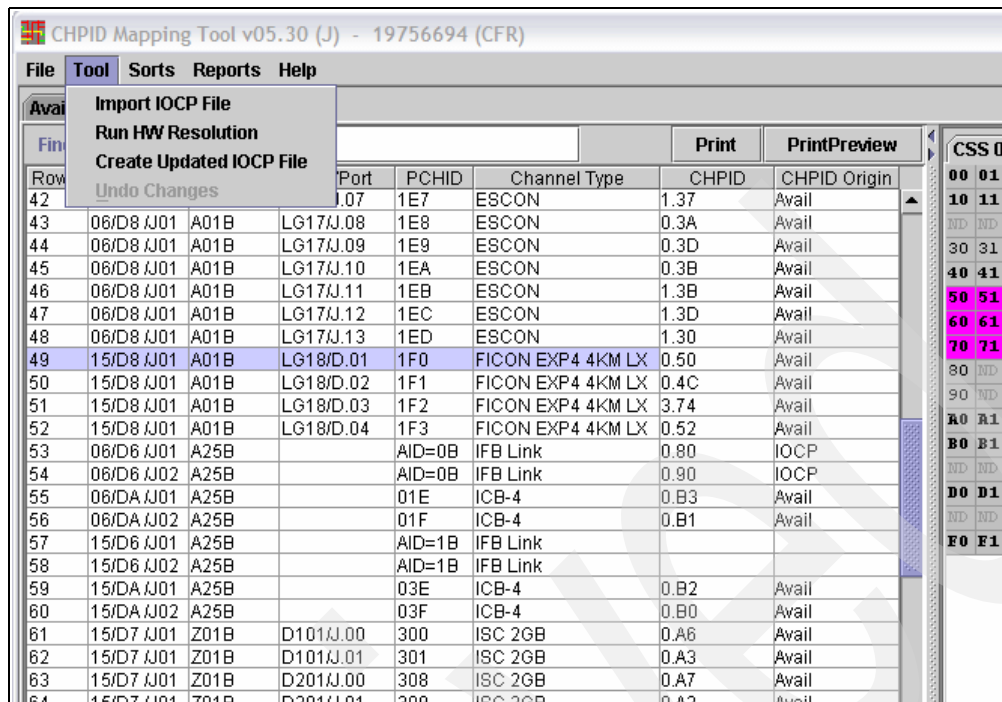 CHPID Mapping Tool v05.30 (J) - 19756694 (CFR)
File Tool Sorts Reports Help
Import IOCP File
Run HW Resolution
Create Updated IOCP File
Undo Changes
Avai
Fin
Print PrintPreview
CSS 0
Row /Port PCHID Channel Type CHPID CHPID Origin
42 .07 1E7 ESCON 1.37 Avail
43 06/D8/J01 A01B LG17/J.08 1E8 ESCON 0.3A Avail
44 06/D8/J01 A01B LG17/J.09 1E9 ESCON 0.3D Avail
45 06/D8/J01 A01B LG17/J.10 1EA ESCON 0.3B Avail
46 06/D8/J01 A01B LG17/J.11 1EB ESCON 1.3B Avail
47 06/D8/J01 A01B LG17/J.12 1EC ESCON 1.3D Avail
48 06/D8/J01 A01B LG17/J.13 1ED ESCON 1.30 Avail
49 15/D8/J01 A01B LG18/D.01 1F0 FICON EXP4 4KM LX 0.50 Avail
50 15/D8/J01 A01B LG18/D.02 1F1 FICON EXP4 4KM LX 0.4C Avail
51 15/D8/J01 A01B LG18/D.03 1F2 FICON EXP4 4KM LX 3.74 Avail
52 15/D8/J01 A01B LG18/D.04 1F3 FICON EXP4 4KM LX 0.52 Avail
53 06/D6/J01 A25B AID=0B IFB Link 0.80 IOCP
54 06/D6/J02 A25B AID=0B IFB Link 0.90 IOCP
55 06/DA/J01 A25B 01E ICB-4 0.B3 Avail
56 06/DA/J02 A25B 01F ICB-4 0.B1 Avail
57 15/D6/J01 A25B AID=1B IFB Link
58 15/D6/J02 A25B AID=1B IFB Link
59 15/DA/J01 A25B 03E ICB-4 0.B2 Avail
60 15/DA/J02 A25B 03F ICB-4 0.B0 Avail
61 15/D7/J01 Z01B D101/J.00 300 ISC 2GB 0.A6 Avail
62 15/D7/J01 Z01B D101/J.01 301 ISC 2GB 0.A3 Avail
63 15/D7/J01 Z01B D201/J.00 308 ISC 2GB 0.A7 Avail
00 01
10 11
ND ND
30 31
40 41
50 51
60 61
70 71
80 ND
90 ND
A0 A1
B0 B1
ND ND
D0 D1
ND ND
F0 F1